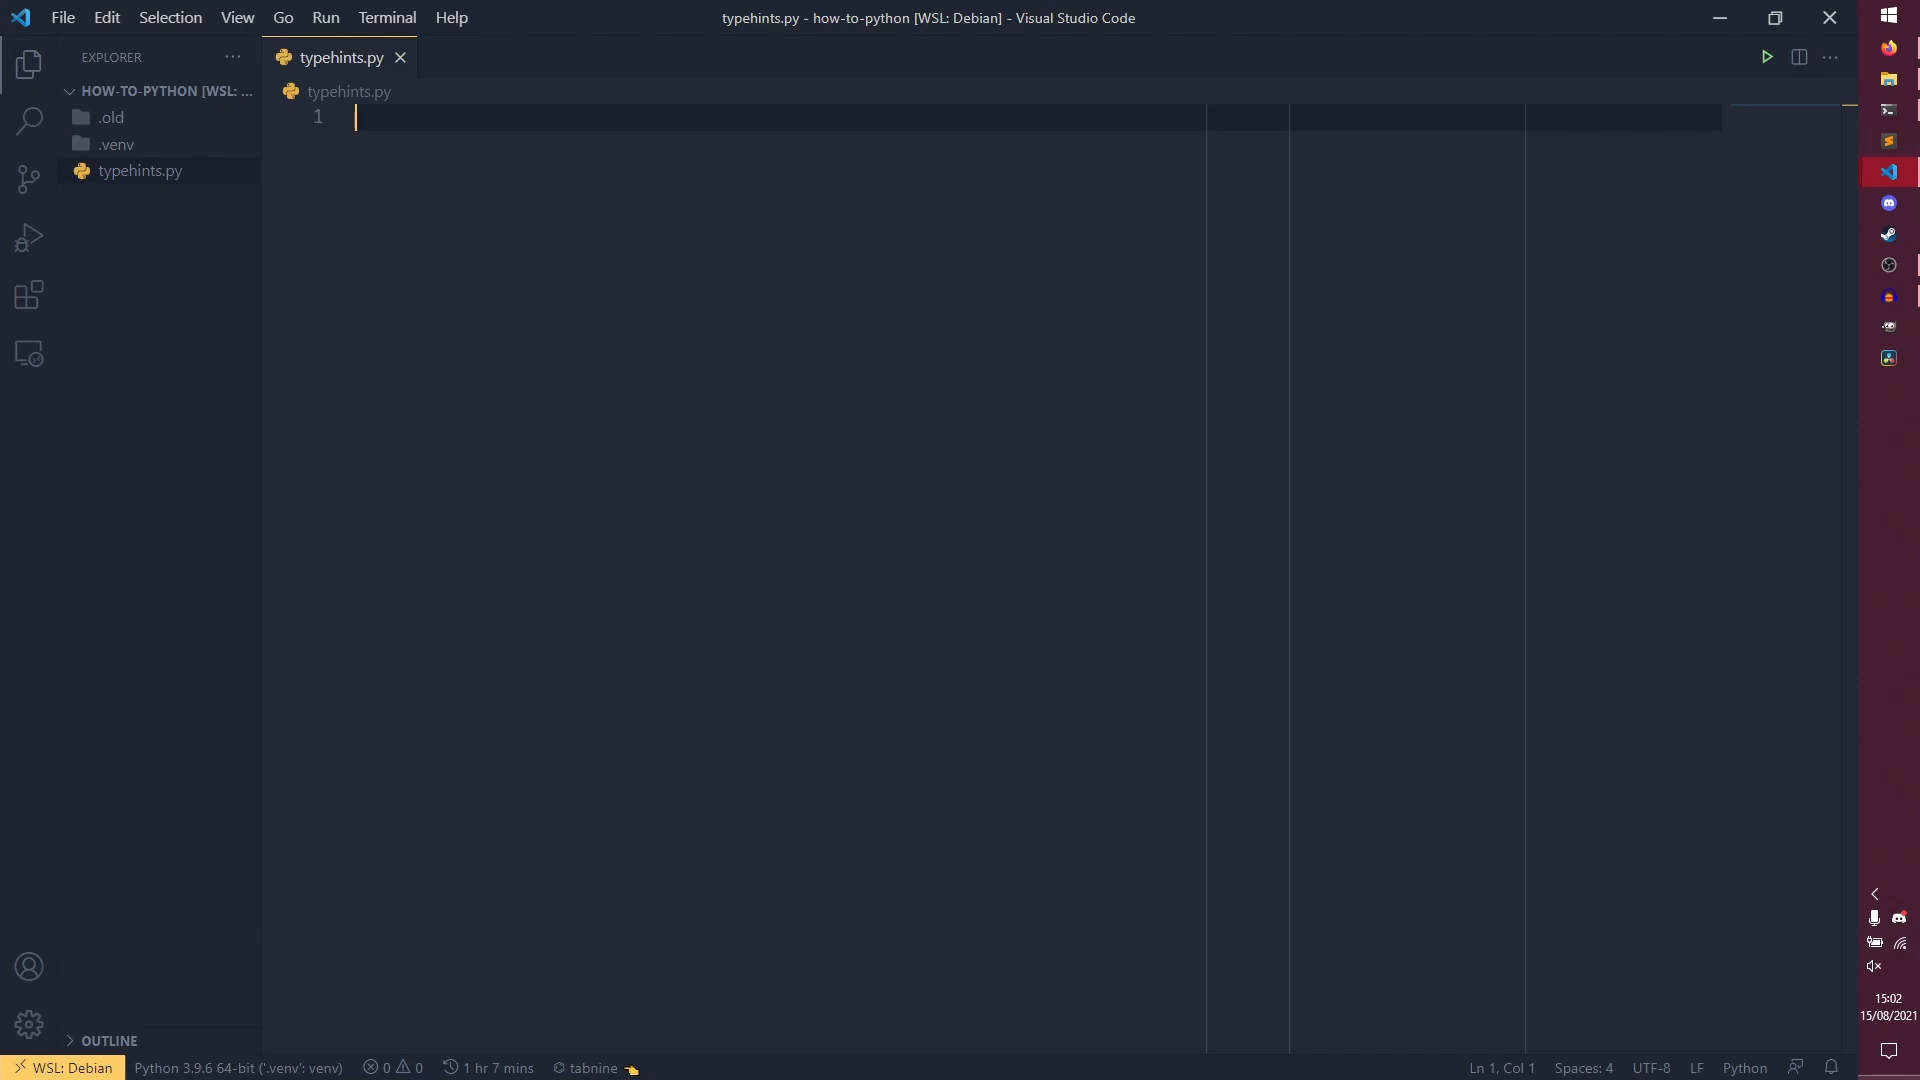 File Edit Selection View Go Run Terminal Help
typehints.py - how-to-python [WSL: Debian] - Visual Studio Code
EXPLORER
typehints.py
HOW-TO-PYTHON [WSL: ...
typehints.py
.old
1
.venv
typehints.py
OUTLINE
WSL: Debian Python 3.9.6 64-bit ('.venv': venv) 0 0 1 hr 7 mins tabnine
Ln 1, Col 1 Spaces: 4 UTF-8 LF Python
15:02
15/08/2021